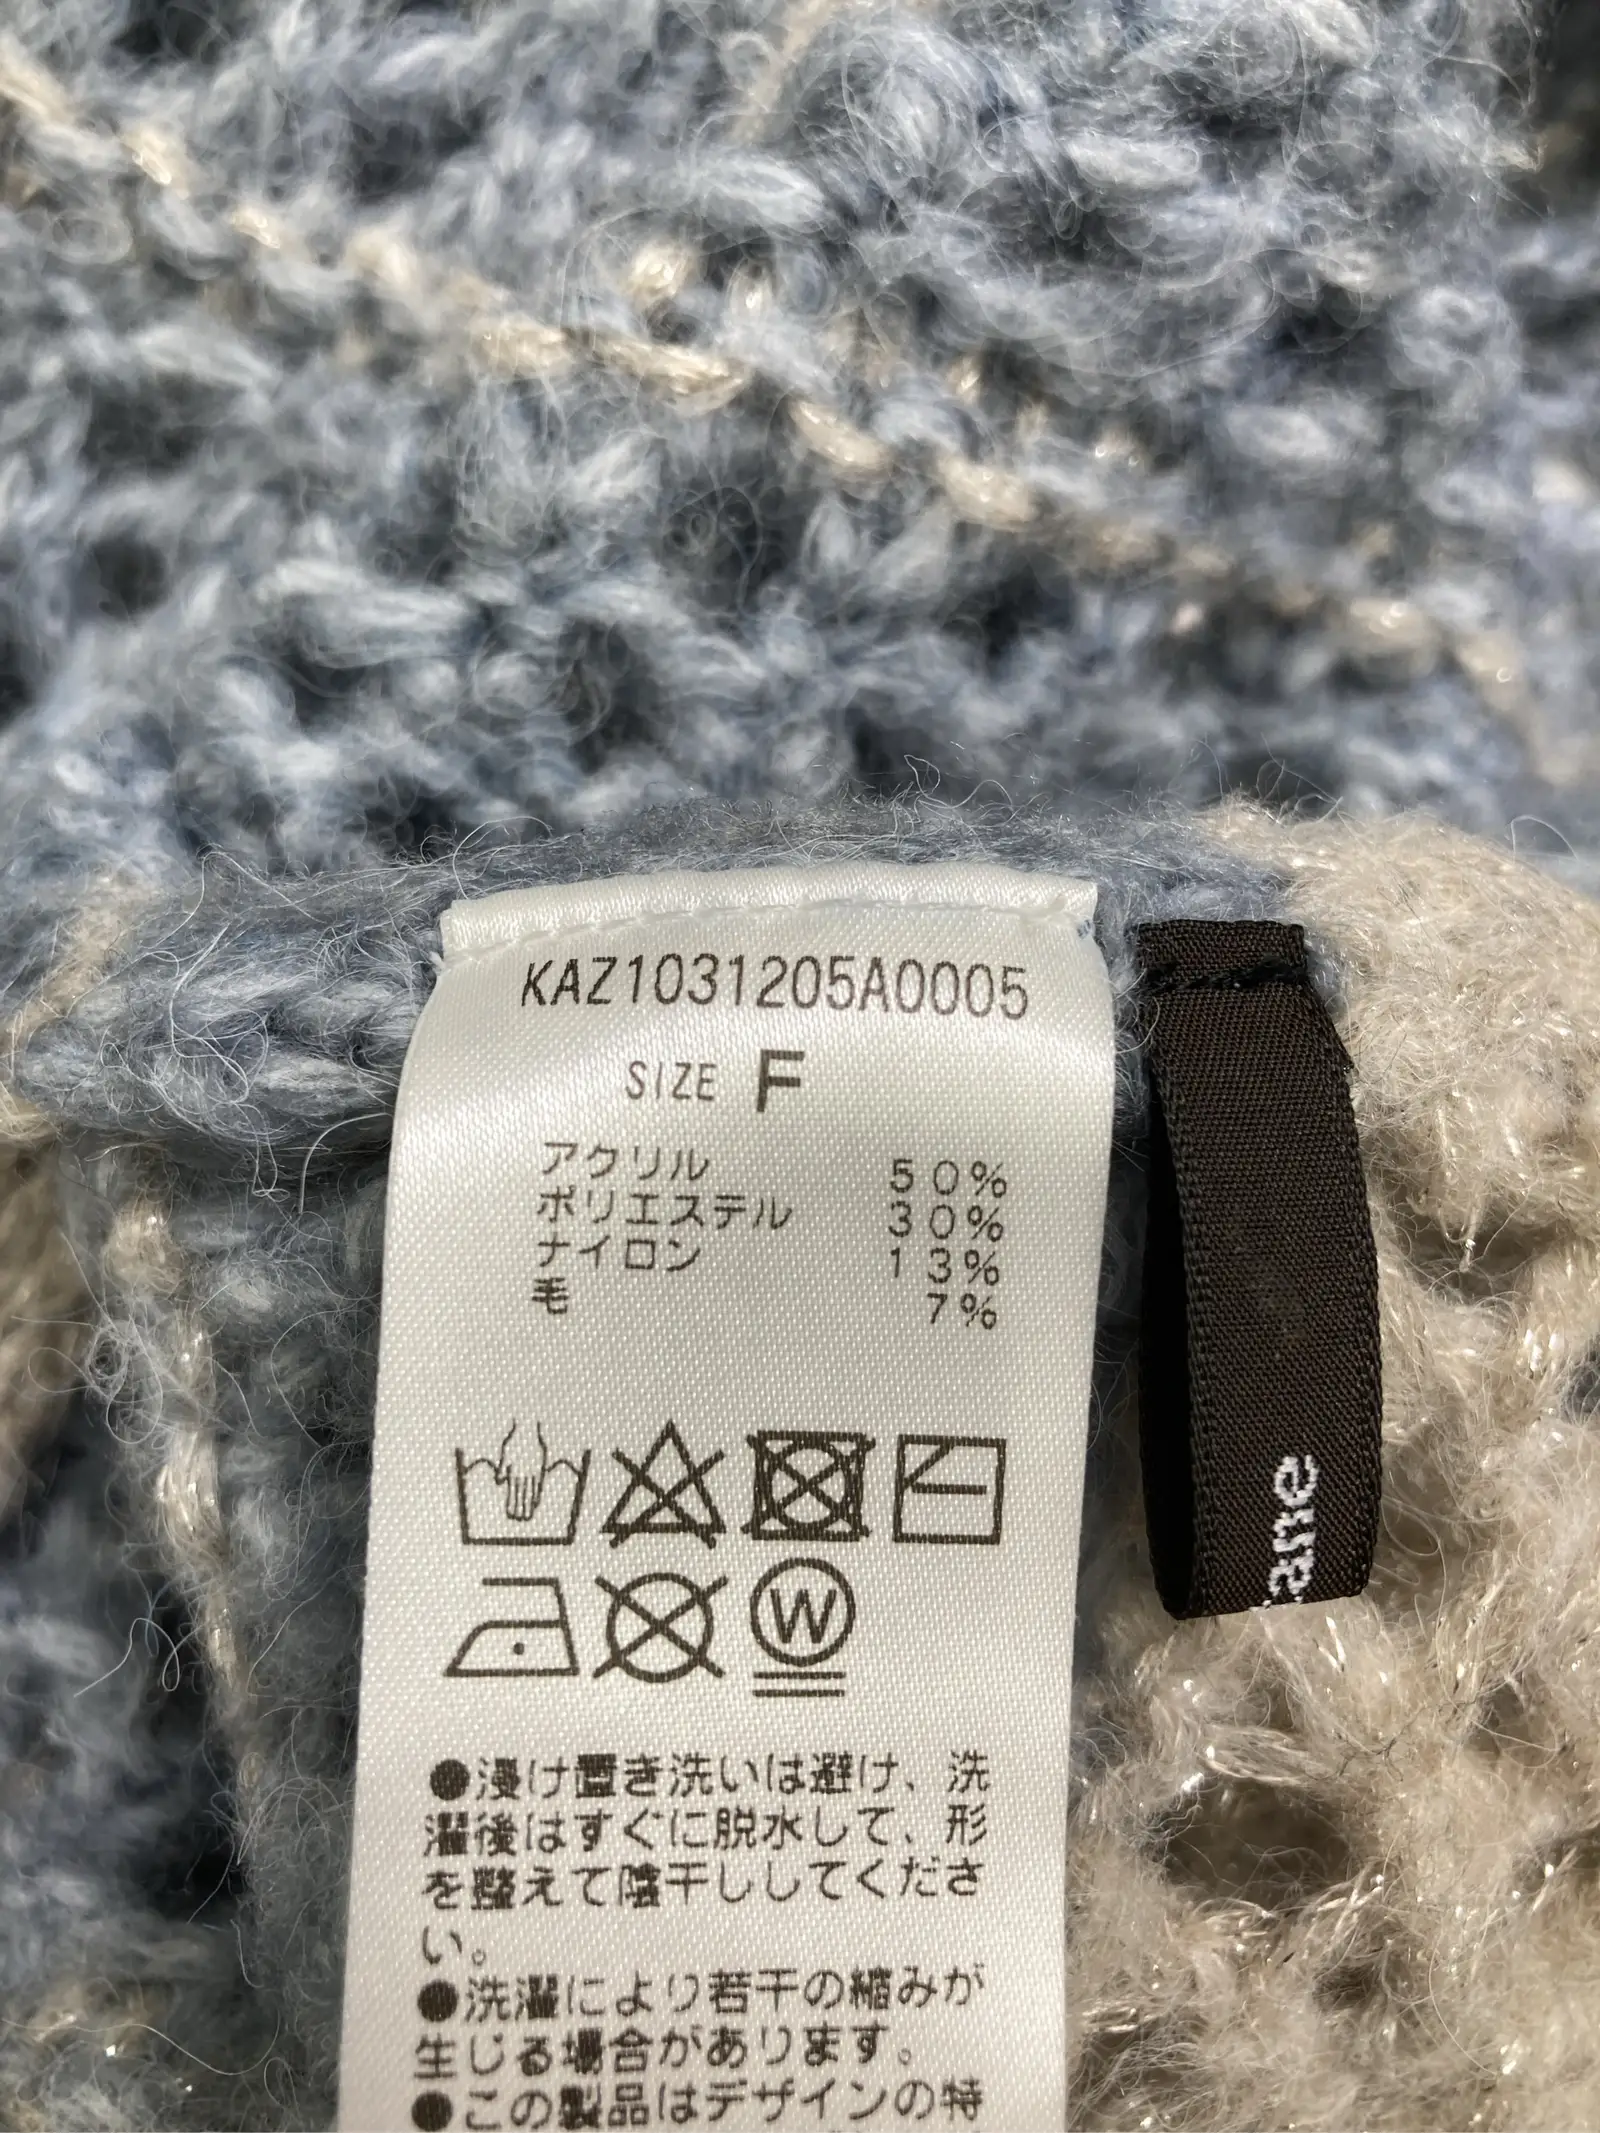 KAZ1031205A0005
SIZE F
アクリル 50%
ポリエステル 30%
ナイロン 13%
毛 7%
W
●浸け置き洗いは避け、洗
濯後はすぐに脱水して、形
を整えて陰干ししてくださ
い。
●洗濯により若干の縮みが
生じる場合があります。
●この製品はデザインの特
ane